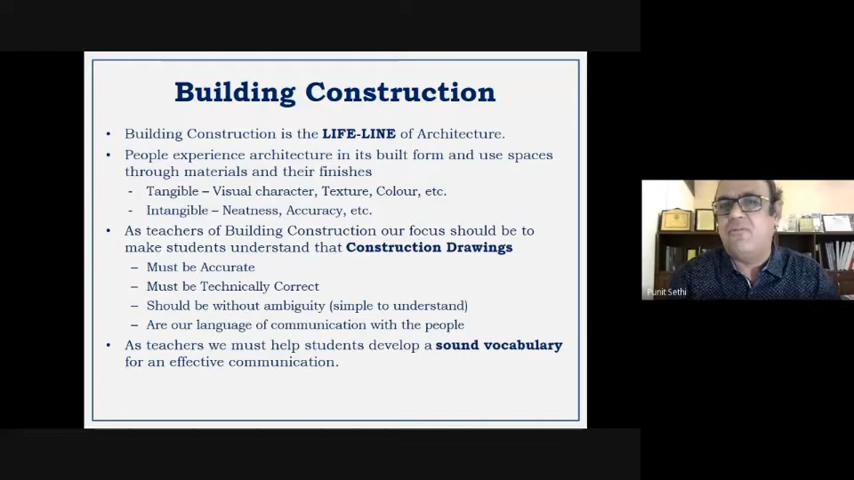 Building Construction
• Building Construction is the LIFE-LINE of Architecture.
• People experience architecture in its built form and use spaces
through materials and their finishes
- Tangible – Visual character, Texture, Colour, etc.
- Intangible – Neatness, Accuracy, etc.
• As teachers of Building Construction our focus should be to
make students understand that Construction Drawings
– Must be Accurate
– Must be Technically Correct
– Should be without ambiguity (simple to understand)
– Are our language of communication with the people
• As teachers we must help students develop a sound vocabulary
for an effective communication.
Punit Sethi